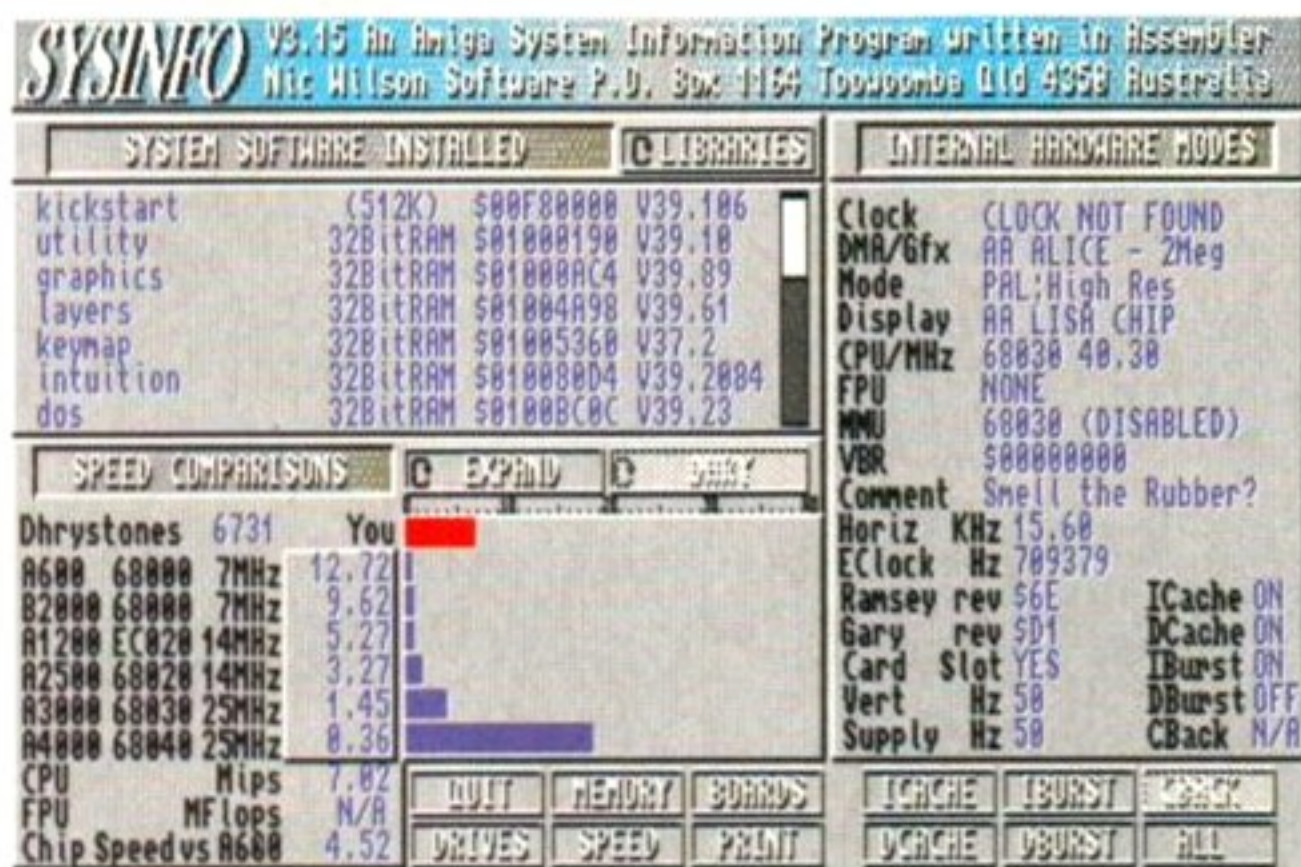 SYSINFO V3.15 An Amiga System Information Program written in Assembler
Nic Wilson Software P.O. Box 1164 Toowoomba Qld 4350 Australia
SYSTEM SOFTWARE INSTALLED
LIBRARIES
kickstart (512K) $00F80000 V39.106
utility 32BitRAM $01000190 V39.10
graphics 32BitRAM $01000AC4 V39.89
layers 32BitRAM $01004A98 V39.61
keymap 32BitRAM $01005360 V37.2
intuition 32BitRAM $010080D4 V39.2084
dos 32BitRAM $0100BC0C V39.23
INTERNAL HARDWARE MODES
Clock CLOCK NOT FOUND
DMA/Gfx AA ALICE - 2Meg
Mode PAL:High Res
Display AA LISA CHIP
CPU/MHz 68030 40.30
FPU NONE
MMU 68030 (DISABLED)
VBR $00000000
Comment Smell the Rubber?
Horiz KHz 15.60
EClock Hz 709379
Ramsey rev $6E ICache ON
Gary rev $D1 DCache ON
Card Slot YES IBurst ON
Vert Hz 50 DBurst OFF
Supply Hz 50 CBack N/A
SPEED COMPARISONS
EXPAND
Dhrystones 6731 You
A600 68000 7MHz 12.72
B2000 68000 7MHz 9.62
A1200 EC020 14MHz 5.27
A2500 68020 14MHz 3.27
A3000 68030 25MHz 1.45
A4000 68040 25MHz 0.36
CPU Mips 7.02
FPU MFlops N/A
Chip Speed vs A600 4.52
QUIT MEMORY BOARDS
DRIVES SPEED PRINT
ICACHE IBURST CBACK
DCACHE DBURST ALL